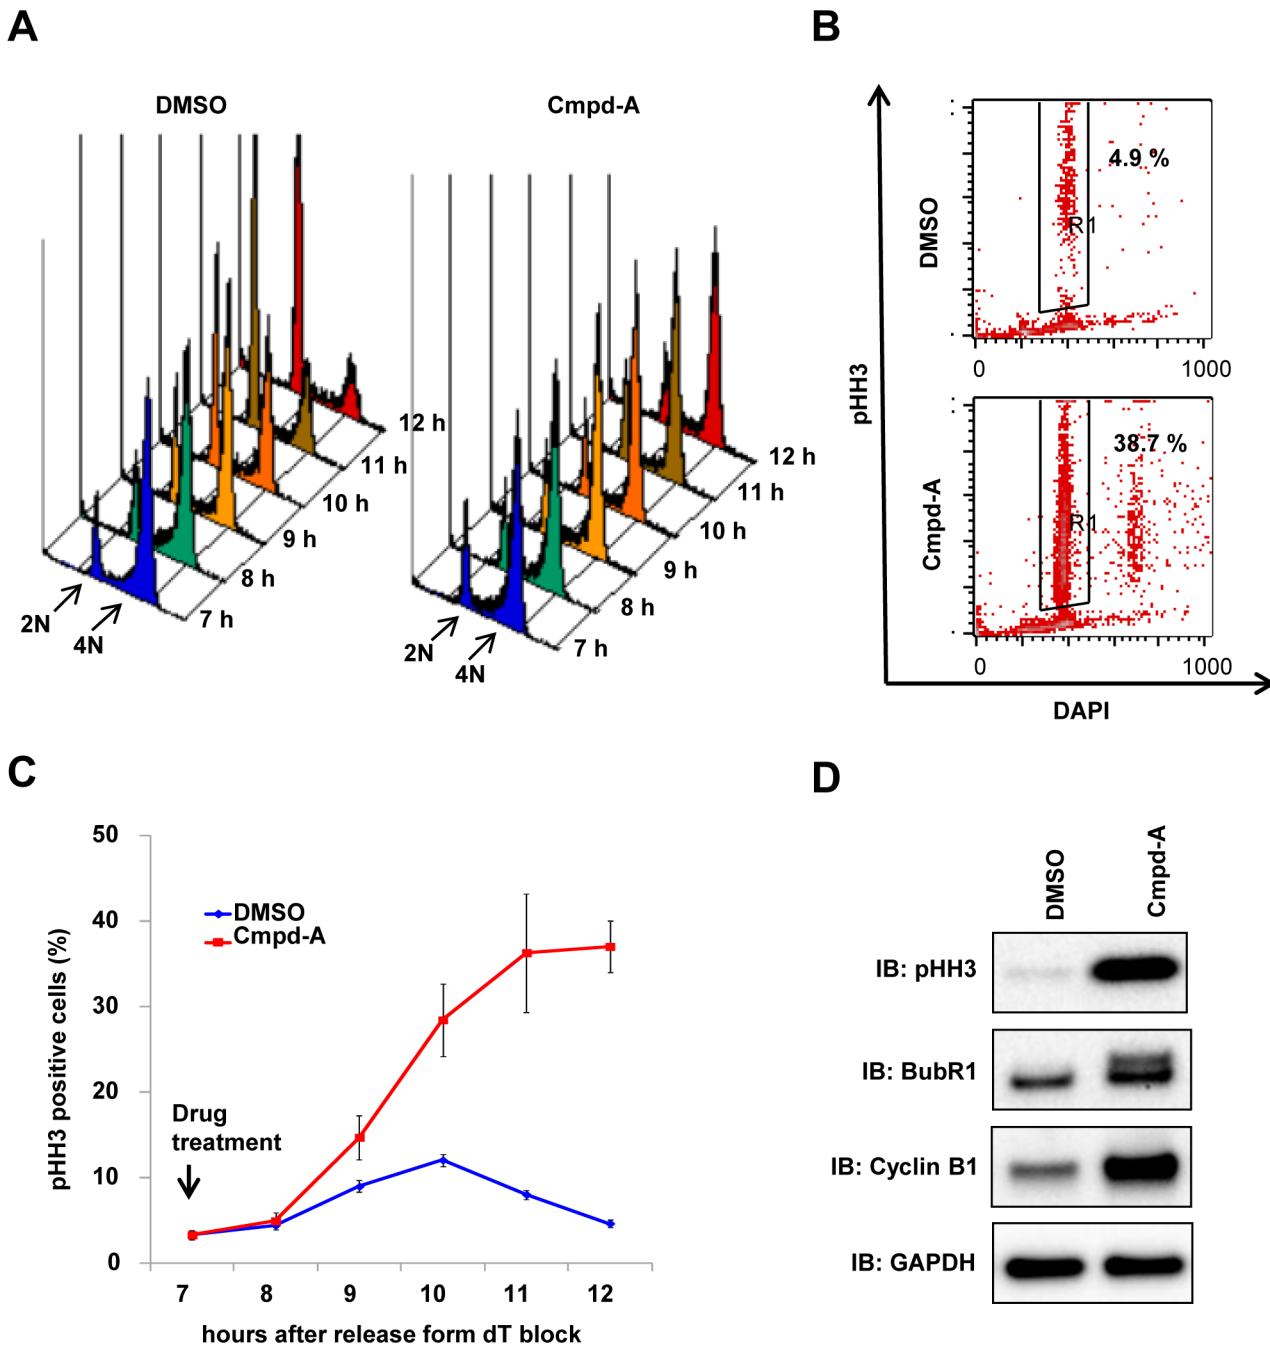 A
DMSO
Cmpd-A
12 h
11 h
10 h
9 h
8 h
7 h
2N
4N
12 h
11 h
10 h
9 h
8 h
7 h
2N
4N
B
pHH3
DMSO
4.9 %
R1
0
1000
Cmpd-A
38.7 %
R1
0
1000
DAPI
C
pHH3 positive cells (%)
50
40
30
20
10
0
DMSO
Cmpd-A
Drug
treatment
7
8
9
10
11
12
hours after release form dT block
D
DMSO
Cmpd-A
IB: pHH3
IB: BubR1
IB: Cyclin B1
IB: GAPDH